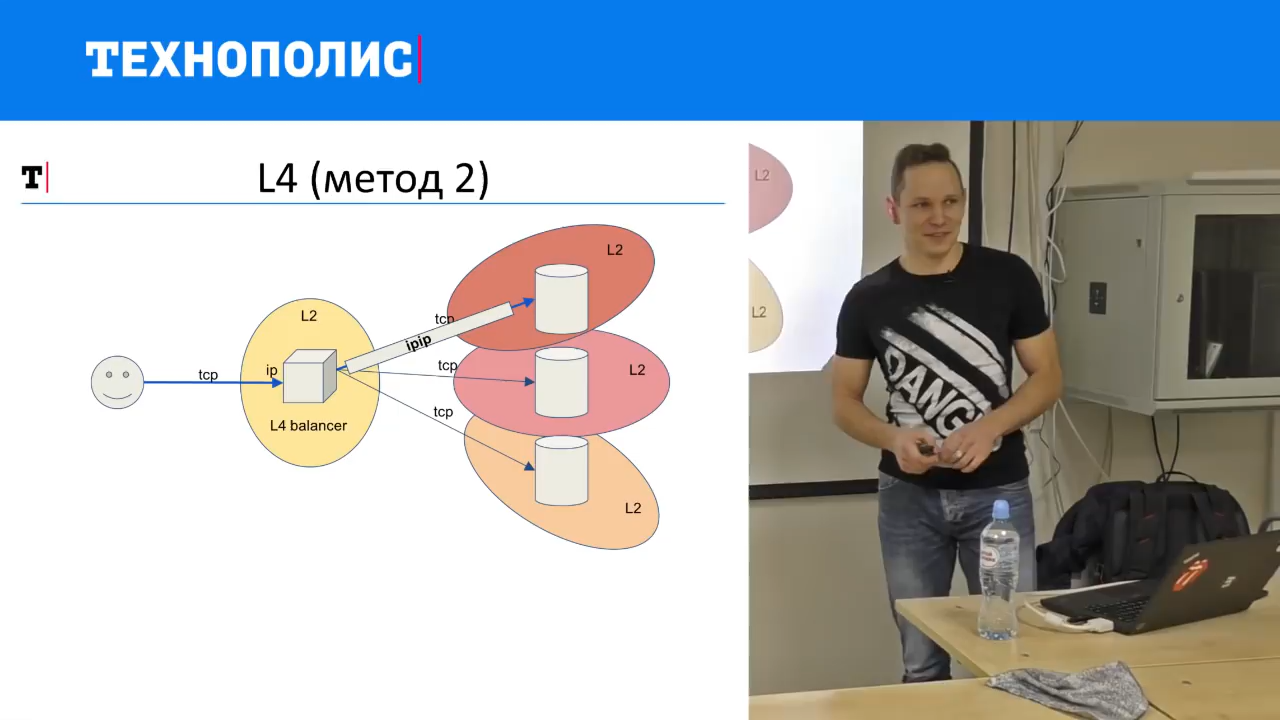 ТЕХНОПОЛИС
T
L4 (метод 2)
L2
L2
tcp
ipip
tcp
ip
tcp
L2
L4 balancer
tcp
L2
L2
L2
DANG